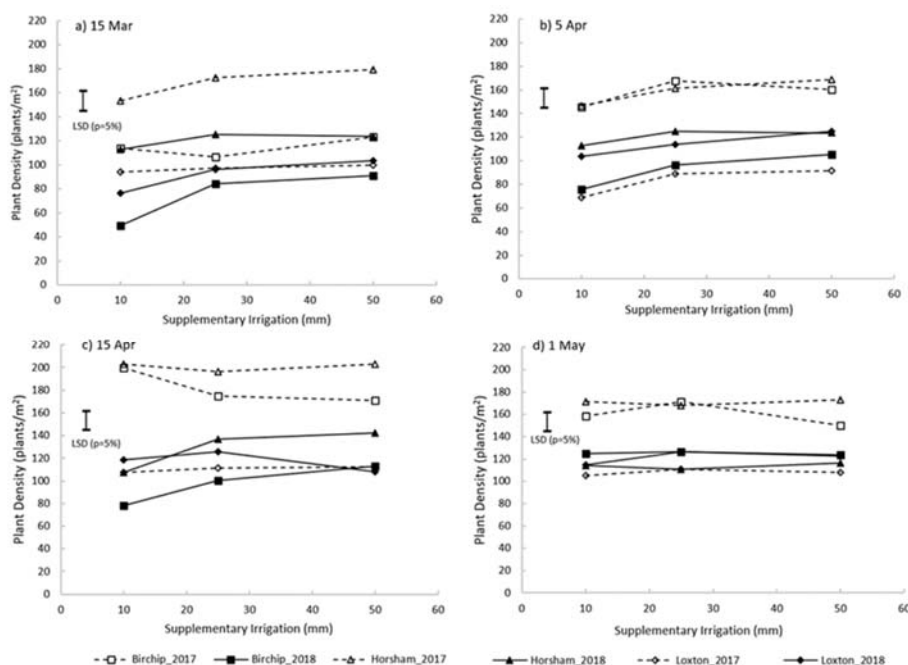 a) 15 Mar
Plant Density (plants/m²)
220
200
180
160
140
120
100
80
60
40
20
0
LSD (p=5%)
0 10 20 30 40 50 60
Supplementary Irrigation (mm)
b) 5 Apr
Plant Density (plants/m²)
220
200
180
160
140
120
100
80
60
40
20
0
LSD (p=5%)
0 10 20 30 40 50 60
Supplementary Irrigation (mm)
c) 15 Apr
Plant Density (plants/m²)
220
200
180
160
140
120
100
80
60
40
20
0
LSD (p=5%)
0 10 20 30 40 50 60
Supplementary Irrigation (mm)
d) 1 May
Plant Density (plants/m²)
220
200
180
160
140
120
100
80
60
40
20
0
LSD (p=5%)
0 10 20 30 40 50 60
Supplementary Irrigation (mm)
Birchip_2017 Birchip_2018 Horsham_2017 Horsham_2018 Loxton_2017 Loxton_2018